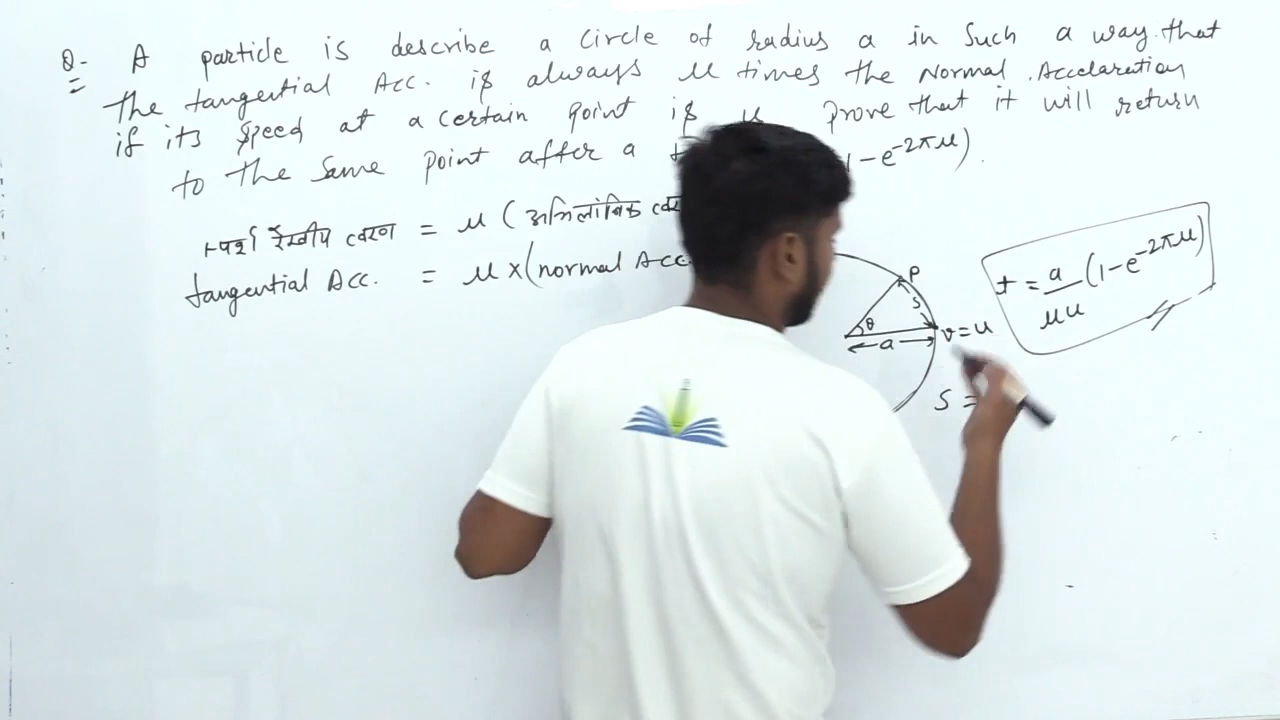 Q- A particle is describe a circle of radius a in such a way that
the tangential Acc. is always μ times the Normal Acclaration
if its speed at a certain point is u prove that it will return
to the same point after a 1-e^{-2πμ}).
स्पर्श रेखीय त्वरण = μ (अभिलांबिक
tangential Acc. = μ × (normal Acc
P
S
θ
a
v=u
t = a/μu (1-e^{-2πμ})
S =